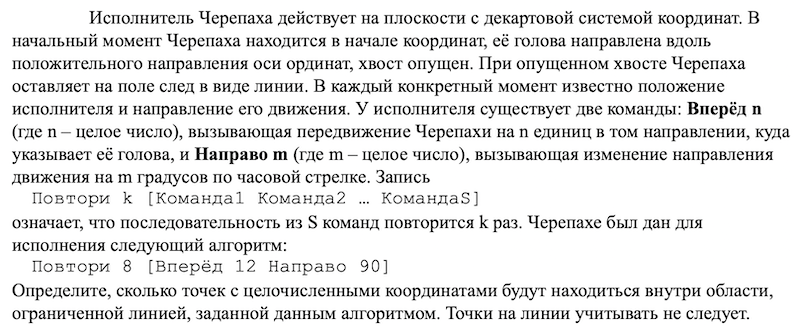 Исполнитель Черепаха действует на плоскости с декартовой системой координат. В
начальный момент Черепаха находится в начале координат, её голова направлена вдоль
положительного направления оси ординат, хвост опущен. При опущенном хвосте Черепаха
оставляет на поле след в виде линии. В каждый конкретный момент известно положение
исполнителя и направление его движения. У исполнителя существует две команды: Вперёд n
(где n – целое число), вызывающая передвижение Черепахи на n единиц в том направлении, куда
указывает её голова, и Направо m (где m – целое число), вызывающая изменение направления
движения на m градусов по часовой стрелке. Запись
Повтори k [Команда1 Команда2 … КомандаS]
означает, что последовательность из S команд повторится k раз. Черепахе был дан для
исполнения следующий алгоритм:
Повтори 8 [Вперёд 12 Направо 90]
Определите, сколько точек с целочисленными координатами будут находиться внутри области,
ограниченной линией, заданной данным алгоритмом. Точки на линии учитывать не следует.